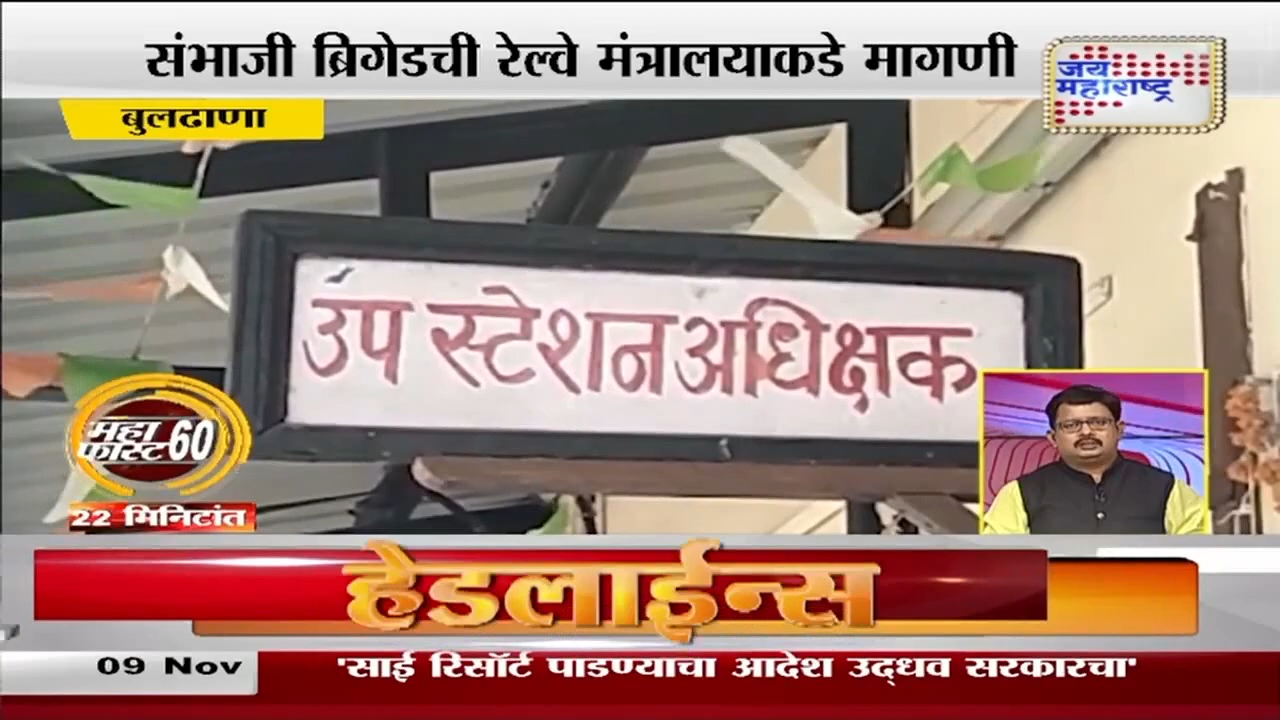 संभाजी ब्रिगेडची रेल्वे मंत्रालयाकडे मागणी
जय
महाराष्ट्र
बुलढाणा
उप स्टेशन अधिक्षक
महा
फास्ट 60
22 मिनिटांत
हेडलाईन्स
09 Nov
'साई रिसॉर्ट पाडण्याचा आदेश उद्धव सरकारचा'